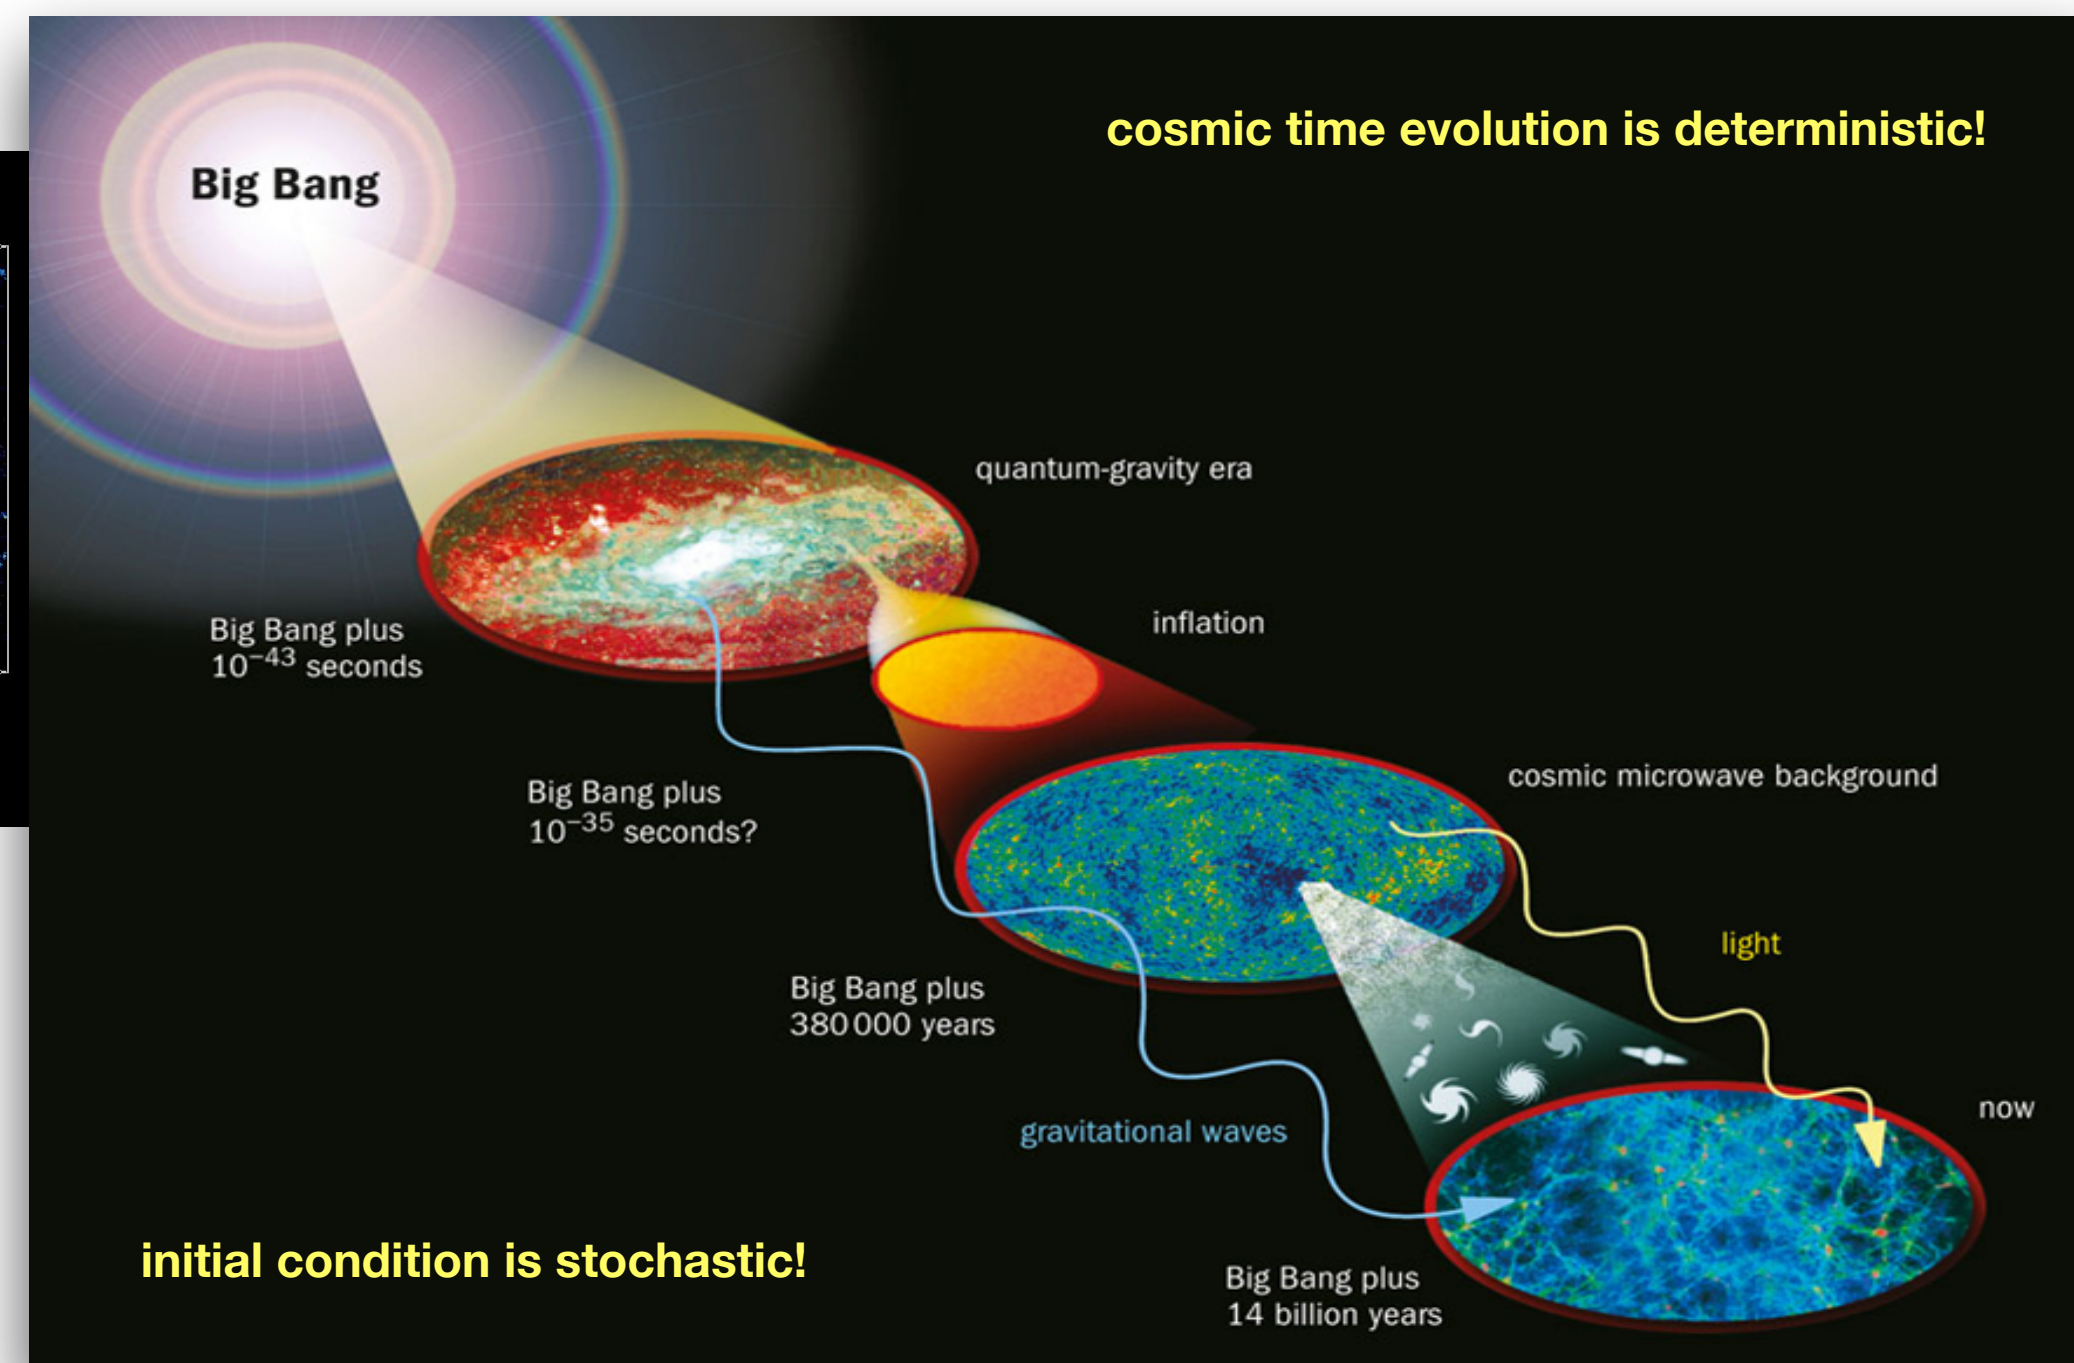 cosmic time evolution is deterministic!
Big Bang
quantum-gravity era
Big Bang plus
10⁻⁴³ seconds
inflation
Big Bang plus
10⁻³⁵ seconds?
cosmic microwave background
light
Big Bang plus
380 000 years
gravitational waves
now
initial condition is stochastic!
Big Bang plus
14 billion years